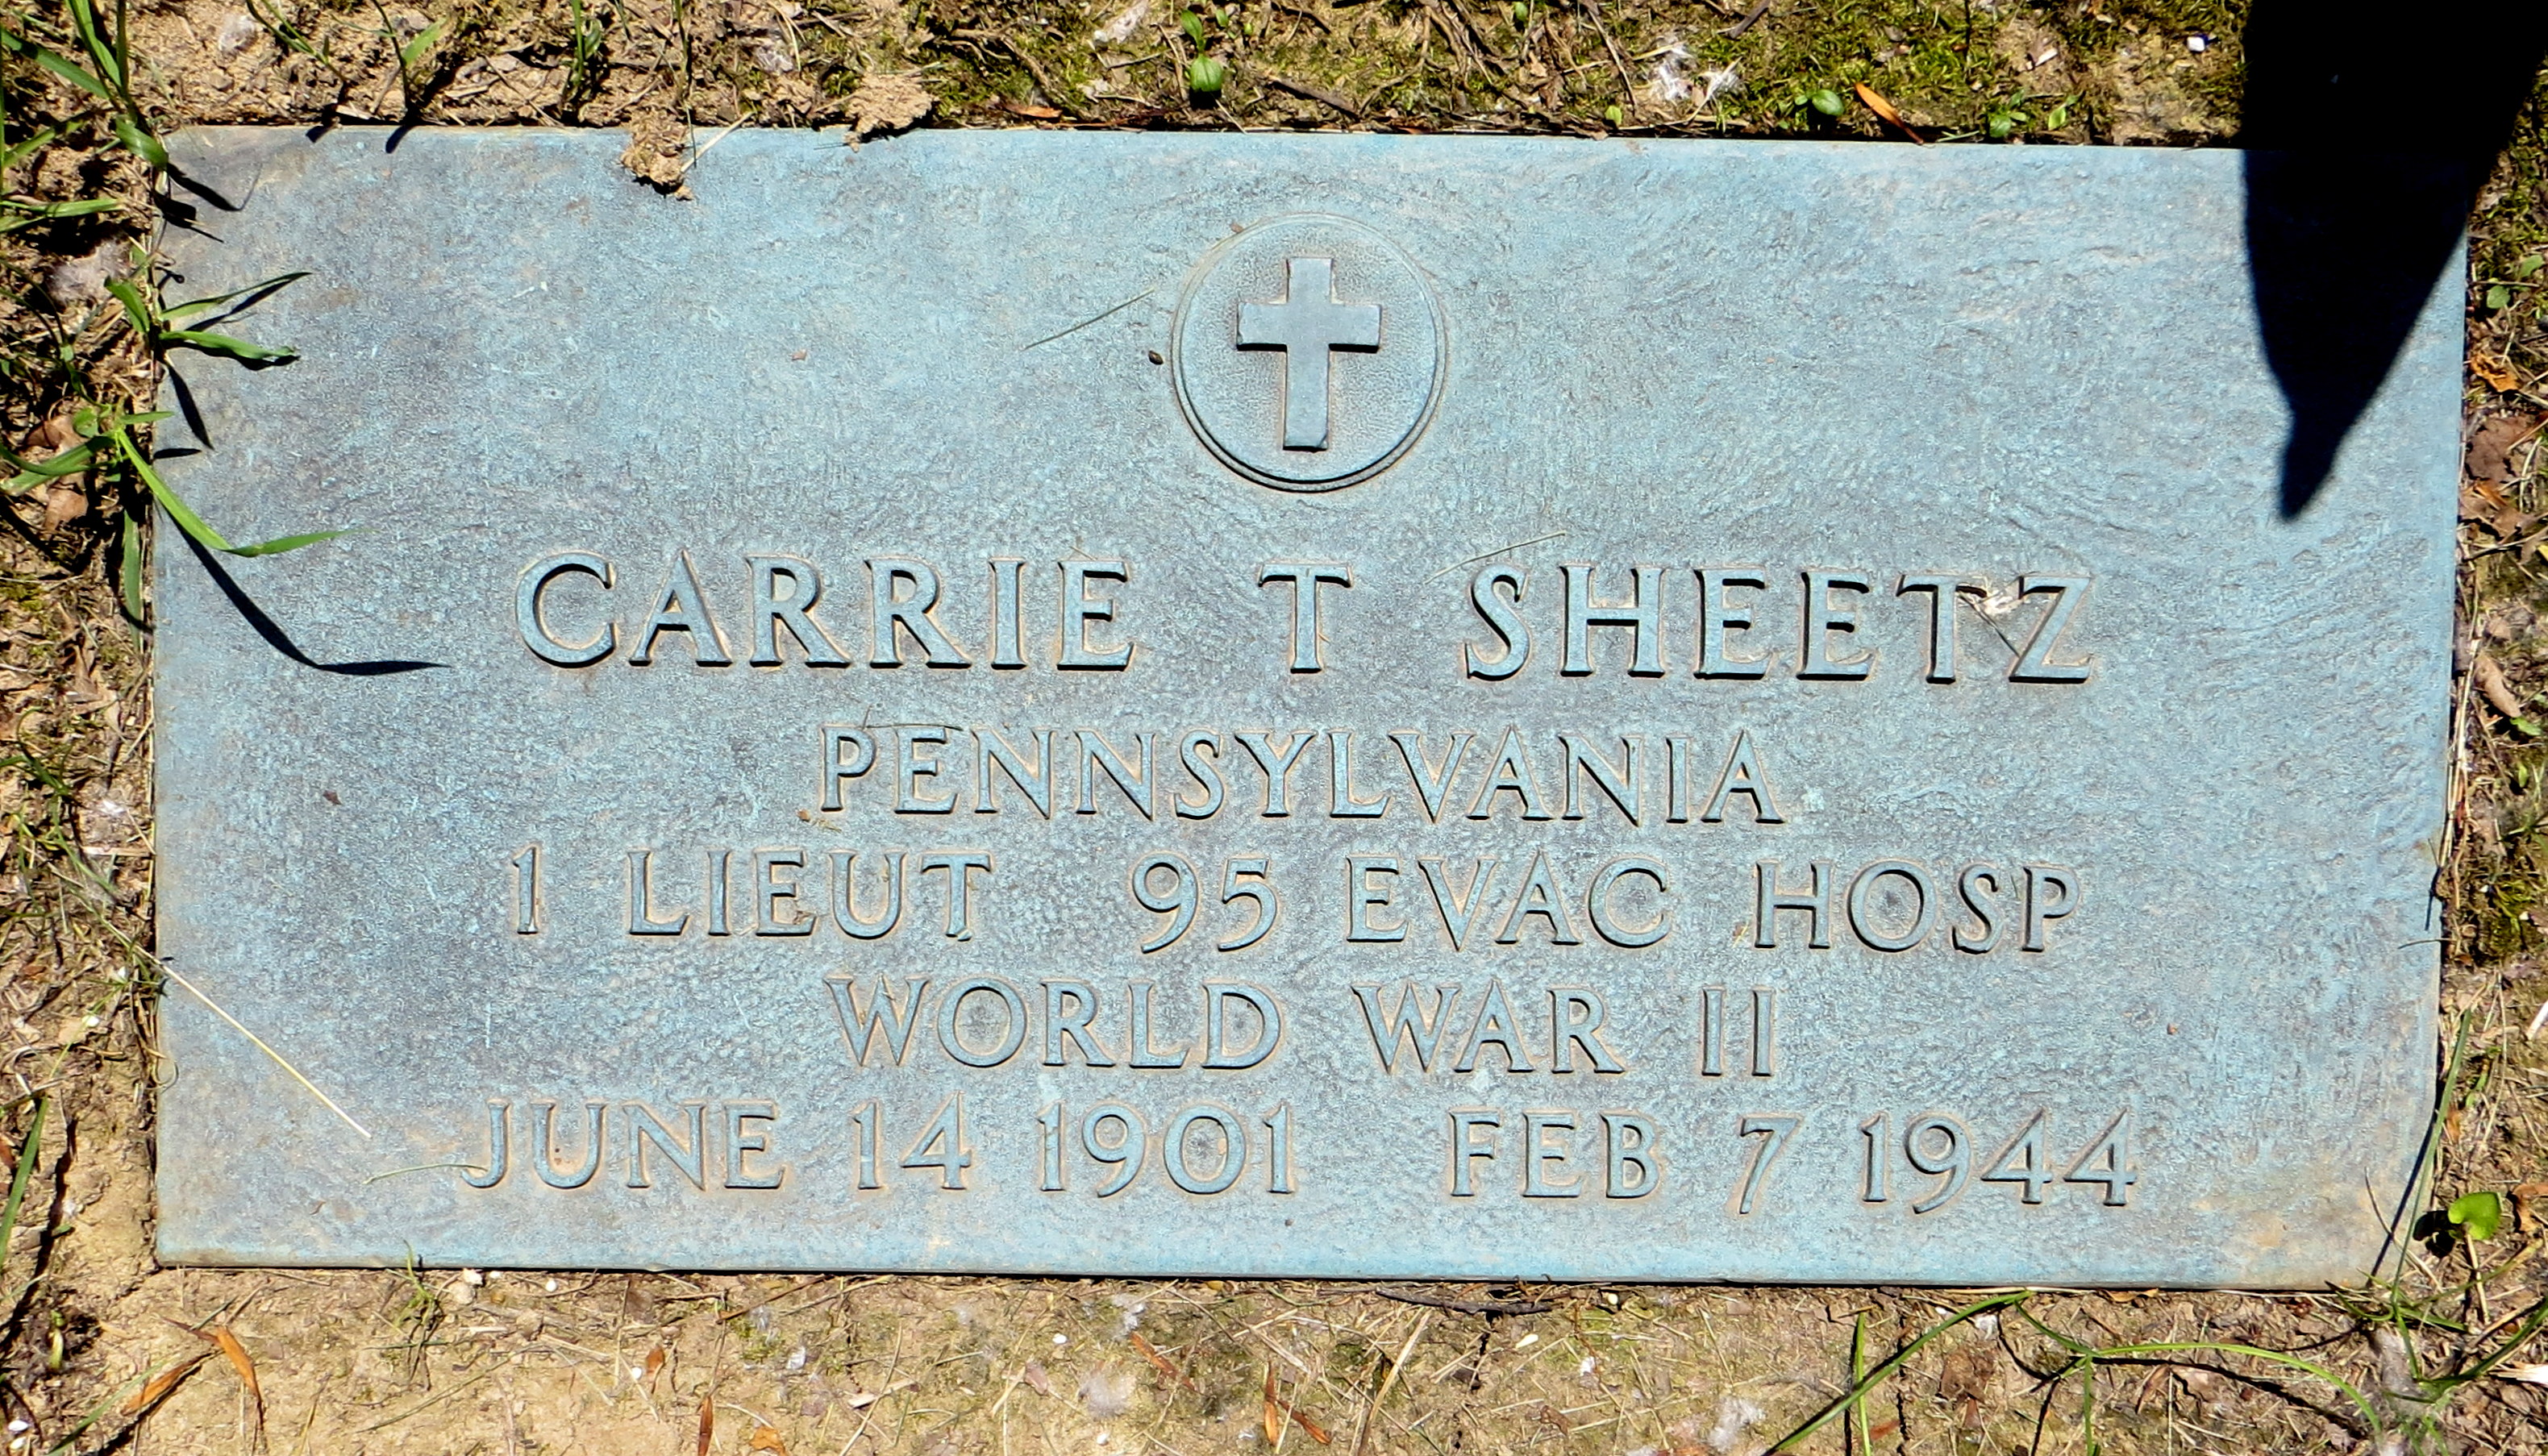 CARRIE T SHEETZ
PENNSYLVANIA
1 LIEUT 95 EVAC HOSP
WORLD WAR II
JUNE 14 1901 FEB 7 1944